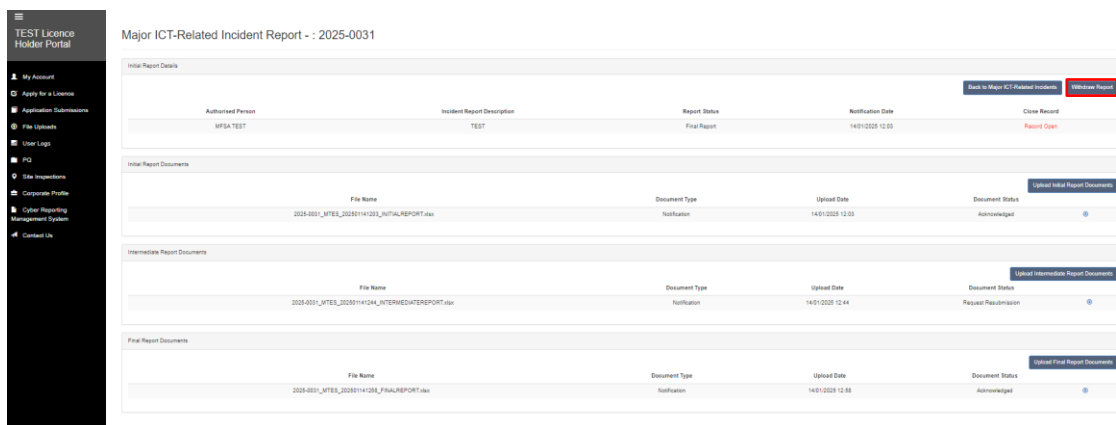 TEST Licence
Holder Portal
My Account
Apply for a Licence
Application Submissions
File Uploads
User Logs
PQ
Site Inspections
Corporate Profile
Cyber Reporting
Management System
Contact Us
Major ICT-Related Incident Report - : 2025-0031
Initial Report Details
Back to Major ICT-Related Incidents Withdraw Report
Authorised Person Incident Report Description Report Status Notification Date Close Record
MFSA TEST TEST Final Report 14/01/2025 12:03 Record Open
Initial Report Documents
Upload Initial Report Documents
File Name Document Type Upload Date Document Status
2025-0031_MTES_202501141203_INITIALREPORT.xlsx Notification 14/01/2025 12:03 Acknowledged
Intermediate Report Documents
Upload Intermediate Report Documents
File Name Document Type Upload Date Document Status
2025-0031_MTES_202501141244_INTERMEDIATEREPORT.xlsx Notification 14/01/2025 12:44 Request Resubmission
Final Report Documents
Upload Final Report Documents
File Name Document Type Upload Date Document Status
2025-0031_MTES_202501141258_FINALREPORT.xlsx Notification 14/01/2025 12:58 Acknowledged